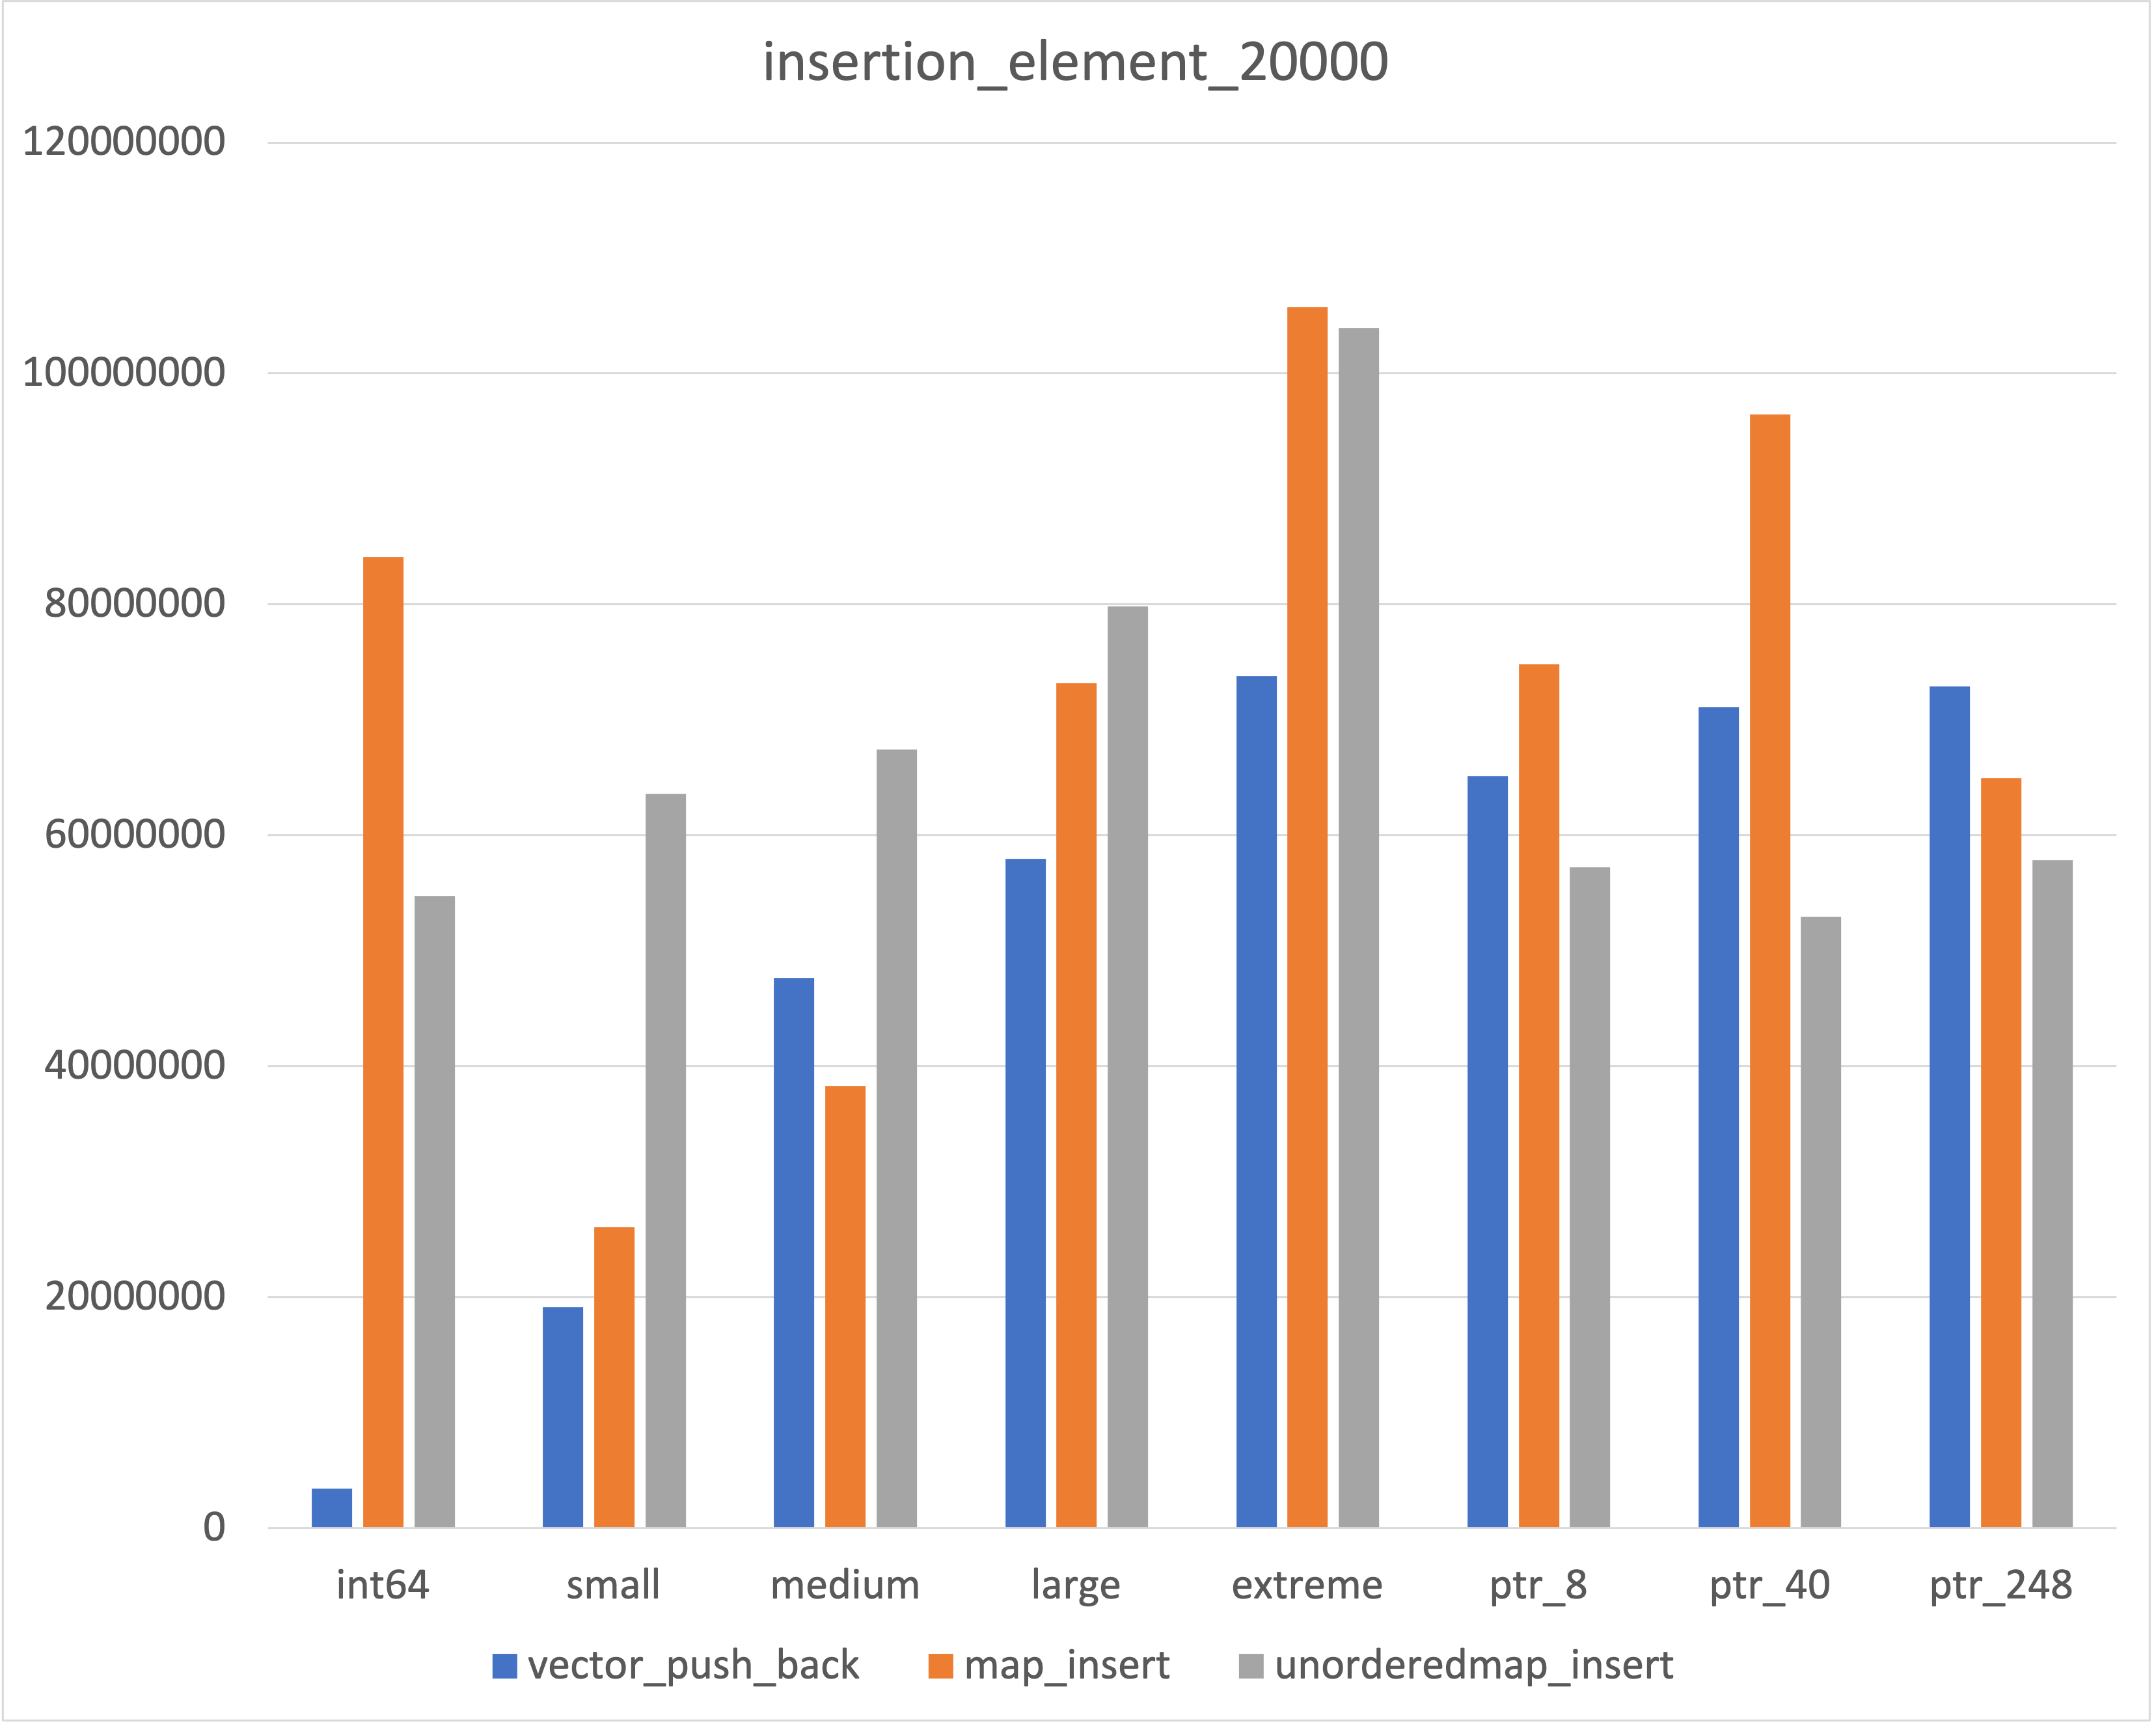 insertion_element_20000
120000000
100000000
80000000
60000000
40000000
20000000
0
int64 small medium large extreme ptr_8 ptr_40 ptr_248
vector_push_back map_insert unorderedmap_insert